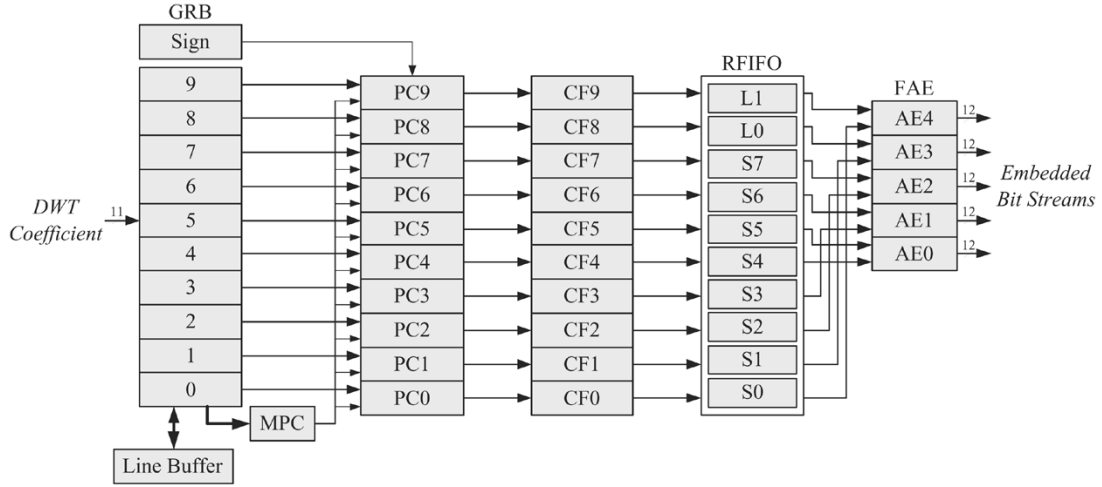 GRB
Sign
9
8
7
6
5
4
3
2
1
0
DWT
Coefficient
11
MPC
Line Buffer
PC9
PC8
PC7
PC6
PC5
PC4
PC3
PC2
PC1
PC0
CF9
CF8
CF7
CF6
CF5
CF4
CF3
CF2
CF1
CF0
RFIFO
L1
L0
S7
S6
S5
S4
S3
S2
S1
S0
FAE
AE4
AE3
AE2
AE1
AE0
12
12
12
12
12
Embedded
Bit Streams